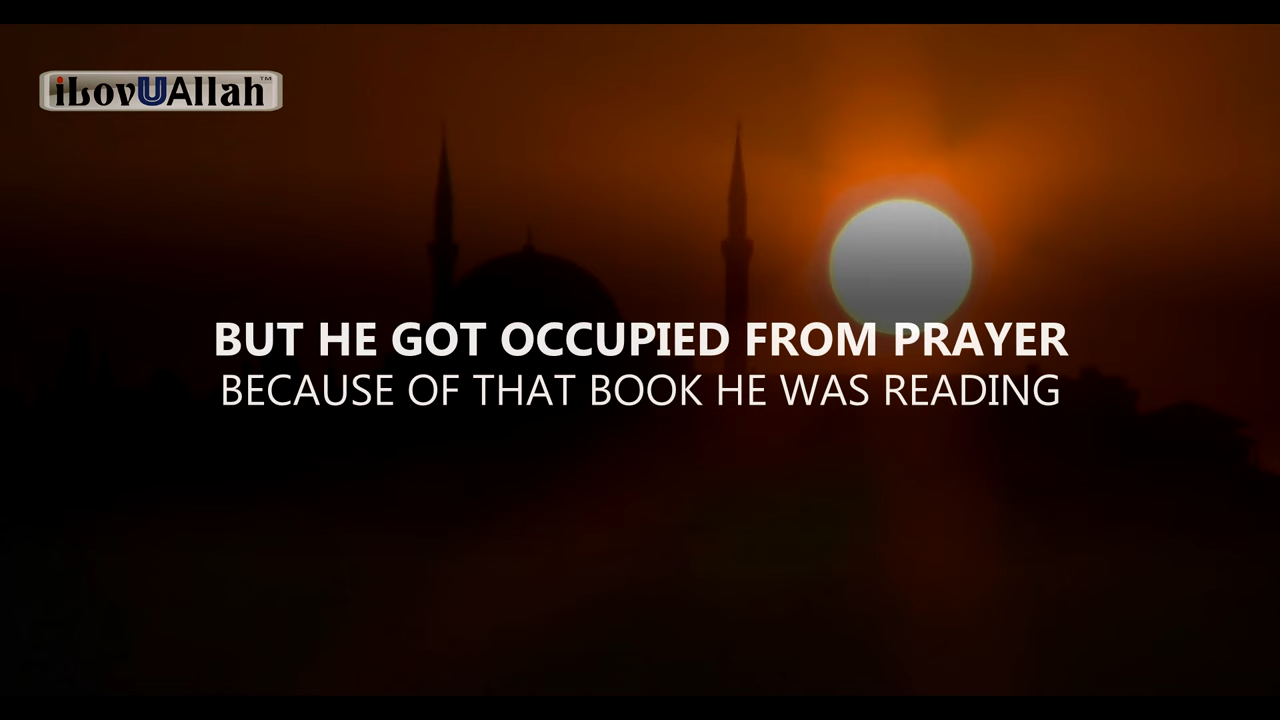 iLovUAllah™
BUT HE GOT OCCUPIED FROM PRAYER
BECAUSE OF THAT BOOK HE WAS READING